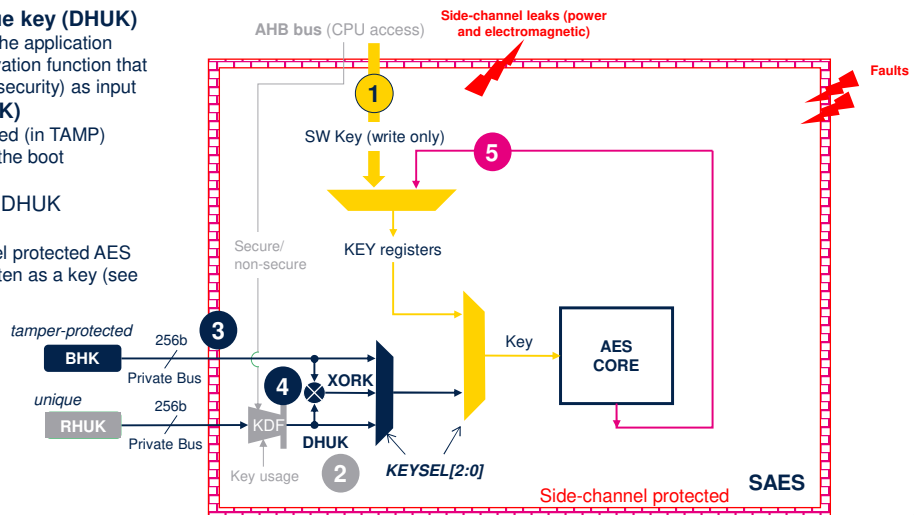 ue key (DHUK)
he application
vation function that
security) as input
K)
ed (in TAMP)
the boot
DHUK
el protected AES
ten as a key (see
AHB bus (CPU access)
Side-channel leaks (power
and electromagnetic)
Faults
1
SW Key (write only)
5
Secure/
non-secure
KEY registers
tamper-protected
3
BHK
256b
Private Bus
Key
AES
CORE
4
XORK
unique
RHUK
256b
Private Bus
KDF
DHUK
2
Key usage
KEYSEL[2:0]
SAES
Side-channel protected